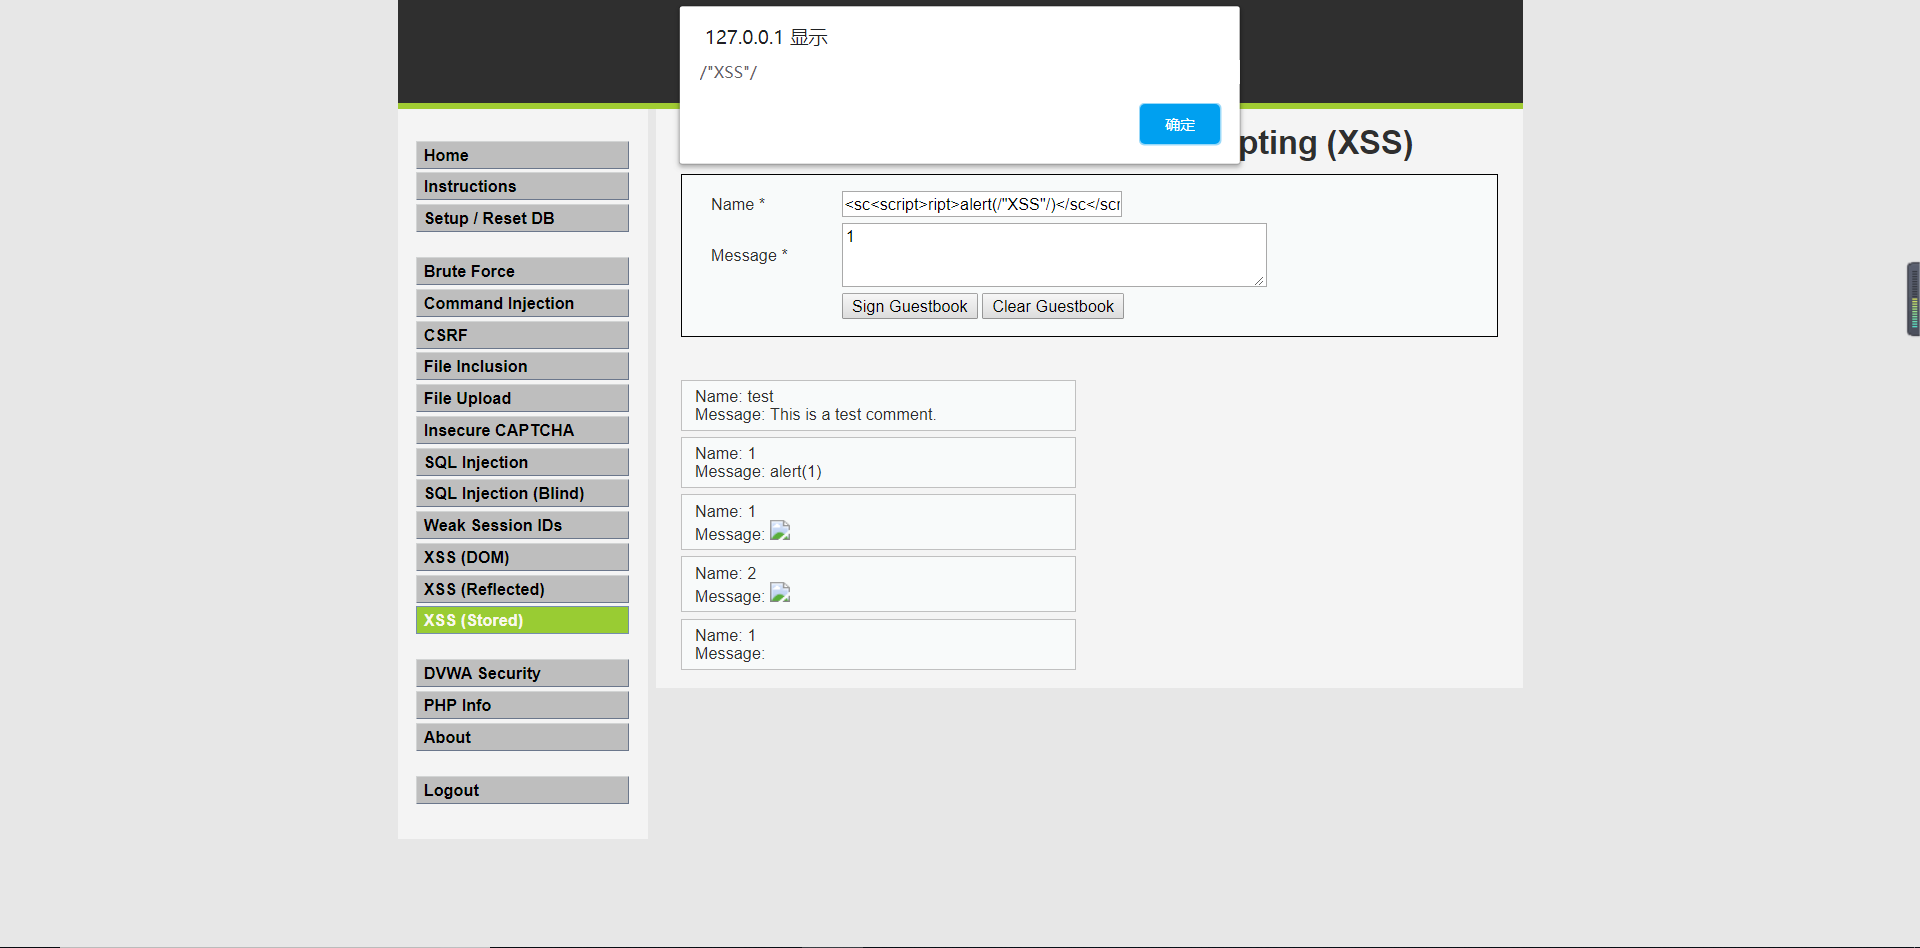 127.0.0.1 显示
/"XSS"/
确定
pting (XSS)
Home
Instructions
Setup / Reset DB
Brute Force
Command Injection
CSRF
File Inclusion
File Upload
Insecure CAPTCHA
SQL Injection
SQL Injection (Blind)
Weak Session IDs
XSS (DOM)
XSS (Reflected)
XSS (Stored)
DVWA Security
PHP Info
About
Logout
Name * <sc<script>ript>alert(/"XSS"/)</sc</scr
Message * 1
Sign Guestbook Clear Guestbook
Name: test
Message: This is a test comment.
Name: 1
Message: alert(1)
Name: 1
Message:
Name: 2
Message:
Name: 1
Message: